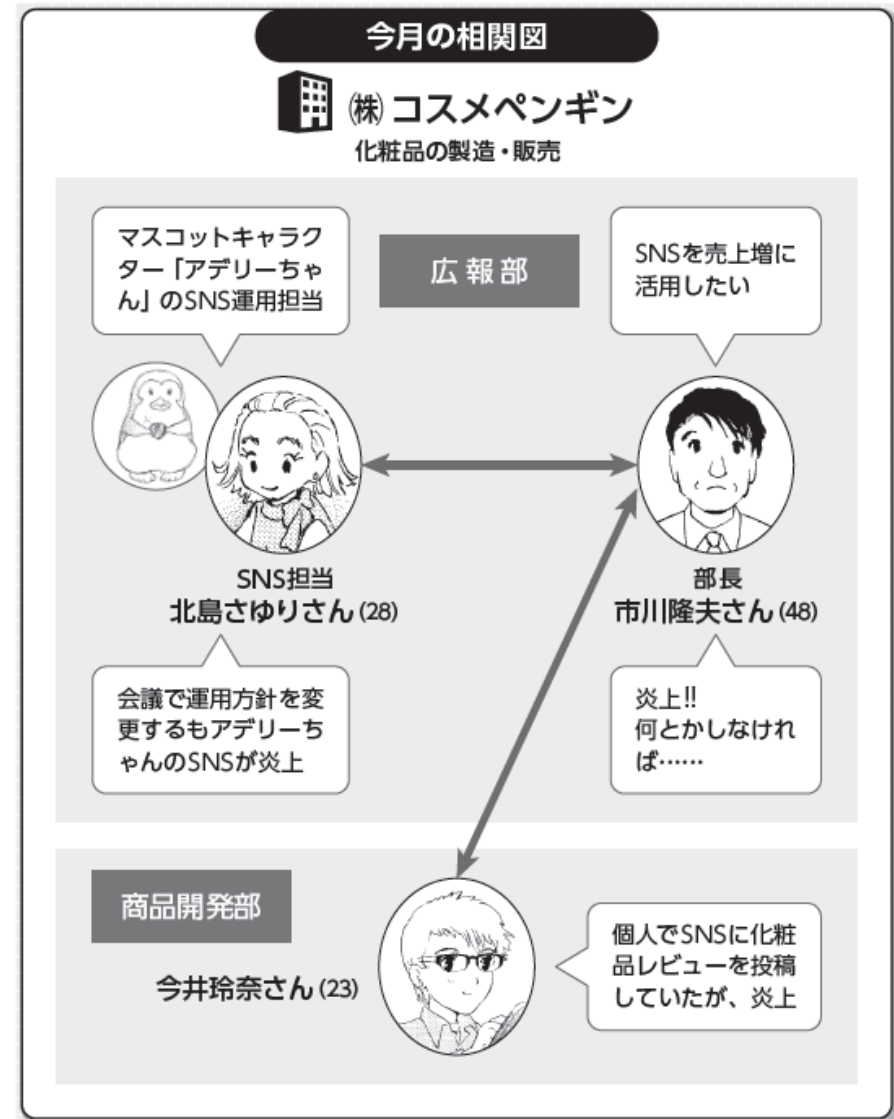 今月の相関図
㈱コスメペンギン
化粧品の製造・販売
マスコットキャラク
ター「アデリーちゃ
ん」のSNS運用担当
広報部
SNSを売上増に
活用したい
SNS担当
北島さゆりさん(28)
部長
市川隆夫さん(48)
会議で運用方針を変
更するもアデリーち
ゃんのSNSが炎上
炎上!!
何とかしなけれ
ば……
商品開発部
今井玲奈さん(23)
個人でSNSに化粧
品レビューを投稿
していたが、炎上